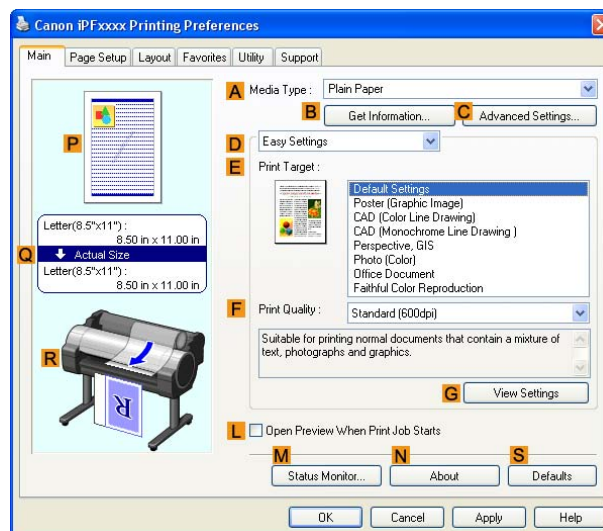 Canon iPFxxxx Printing Preferences
Main Page Setup Layout Favorites Utility Support
A Media Type : Plain Paper
B Get Information... C Advanced Settings...
D Easy Settings
E Print Target :
Default Settings
Poster (Graphic Image)
CAD (Color Line Drawing)
CAD (Monochrome Line Drawing )
Perspective, GIS
Photo (Color)
Office Document
Faithful Color Reproduction
F Print Quality : Standard (600dpi)
Suitable for printing normal documents that contain a mixture of
text, photographs and graphics.
G View Settings
P
Q
Letter(8.5"x11") :
8.50 in x 11.00 in
Actual Size
Letter(8.5"x11") :
8.50 in x 11.00 in
R
R
L Open Preview When Print Job Starts
M Status Monitor... N About S Defaults
OK Cancel Apply Help